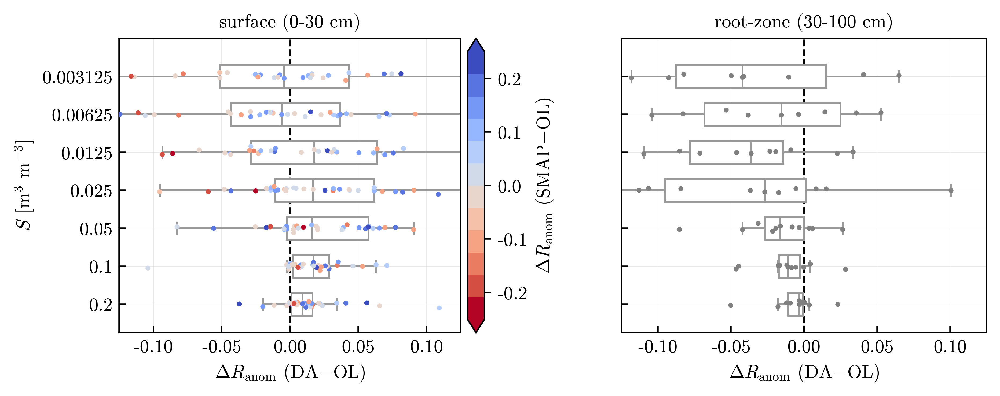 surface (0-30 cm)
root-zone (30-100 cm)
S [m³ m⁻³]
0.003125
0.00625
0.0125
0.025
0.05
0.1
0.2
-0.10 -0.05 0.00 0.05 0.10
ΔR_anom (DA−OL)
0.2
0.1
0.0
-0.1
-0.2
ΔR_anom (SMAP−OL)
-0.10 -0.05 0.00 0.05 0.10
ΔR_anom (DA−OL)